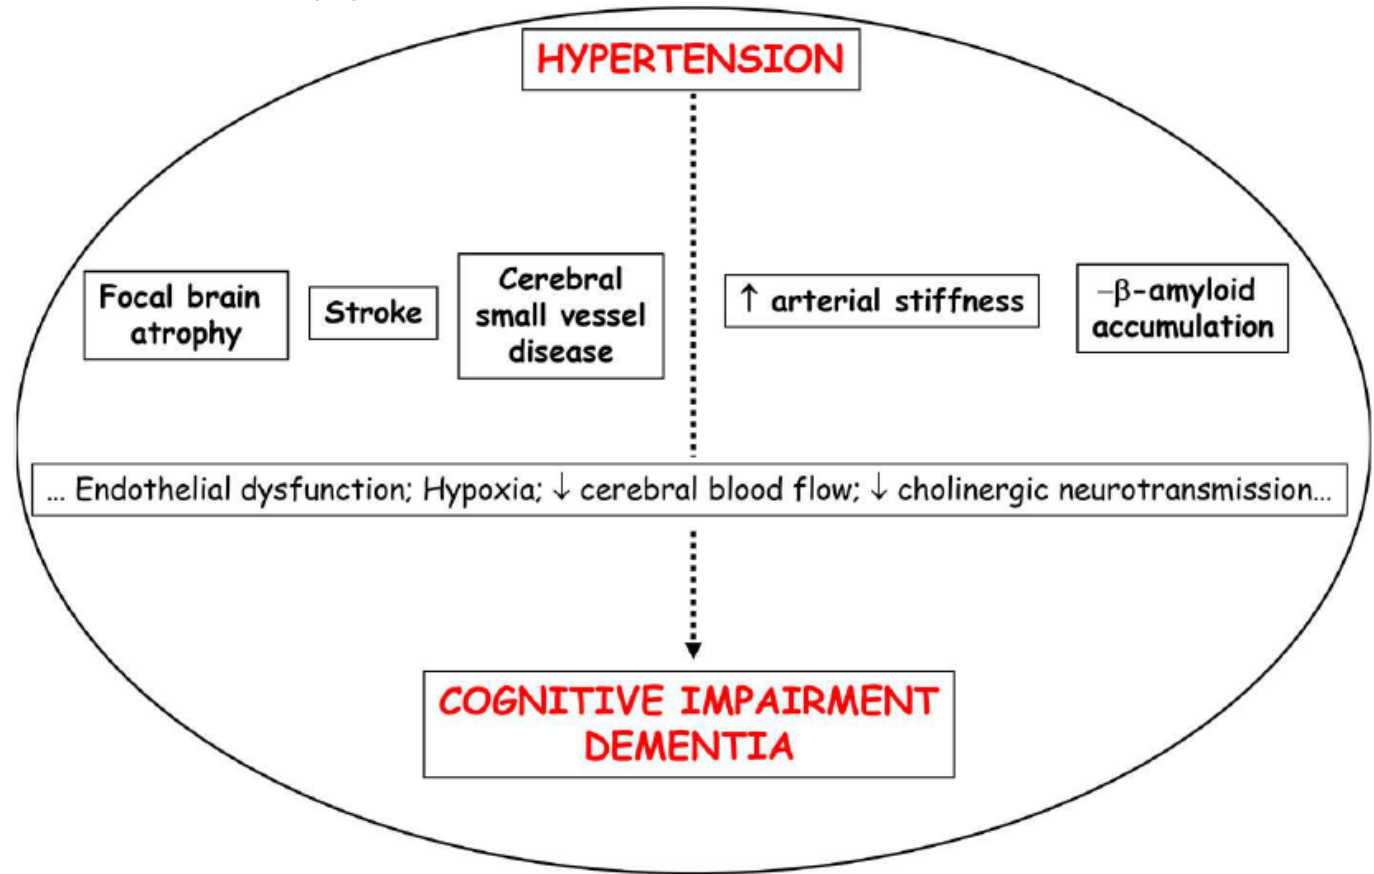 HYPERTENSION
Focal brain
atrophy
Stroke
Cerebral
small vessel
disease
↑ arterial stiffness
–β-amyloid
accumulation
... Endothelial dysfunction; Hypoxia; ↓ cerebral blood flow; ↓ cholinergic neurotransmission...
COGNITIVE IMPAIRMENT
DEMENTIA